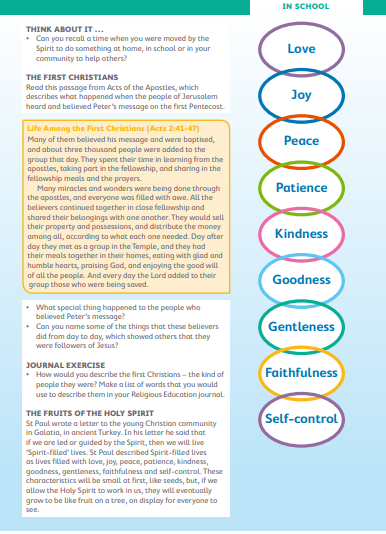 IN SCHOOL
THINK ABOUT IT ...
• Can you recall a time when you were moved by the
Spirit to do something at home, in school or in your
community to help others?
THE FIRST CHRISTIANS
Read this passage from Acts of the Apostles, which
describes what happened when the people of Jerusalem
heard and believed Peter's message on the first Pentecost.
Life Among the First Christians (Acts 2:41–47)
Many of them believed his message and were baptised,
and about three thousand people were added to the
group that day. They spent their time in learning from the
apostles, taking part in the fellowship, and sharing in the
fellowship meals and the prayers.
Many miracles and wonders were being done through
the apostles, and everyone was filled with awe. All the
believers continued together in close fellowship and
shared their belongings with one another. They would sell
their property and possessions, and distribute the money
among all, according to what each one needed. Day after
day they met as a group in the Temple, and they had
their meals together in their homes, eating with glad and
humble hearts, praising God, and enjoying the good will
of all the people. And every day the Lord added to their
group those who were being saved.
• What special thing happened to the people who
believed Peter's message?
• Can you name some of the things that these believers
did from day to day, which showed others that they
were followers of Jesus?
JOURNAL EXERCISE
• How would you describe the first Christians – the kind of
people they were? Make a list of words that you would
use to describe them in your Religious Education journal.
THE FRUITS OF THE HOLY SPIRIT
St Paul wrote a letter to the young Christian community
in Galatia, in ancient Turkey. In his letter he said that
if we are led or guided by the Spirit, then we will live
'Spirit-filled' lives. St Paul described Spirit-filled lives
as lives filled with love, joy, peace, patience, kindness,
goodness, gentleness, faithfulness and self-control. These
characteristics will be small at first, like seeds, but, if we
allow the Holy Spirit to work in us, they will eventually
grow to be like fruit on a tree, on display for everyone to
see.
Love
Joy
Peace
Patience
Kindness
Goodness
Gentleness
Faithfulness
Self-control